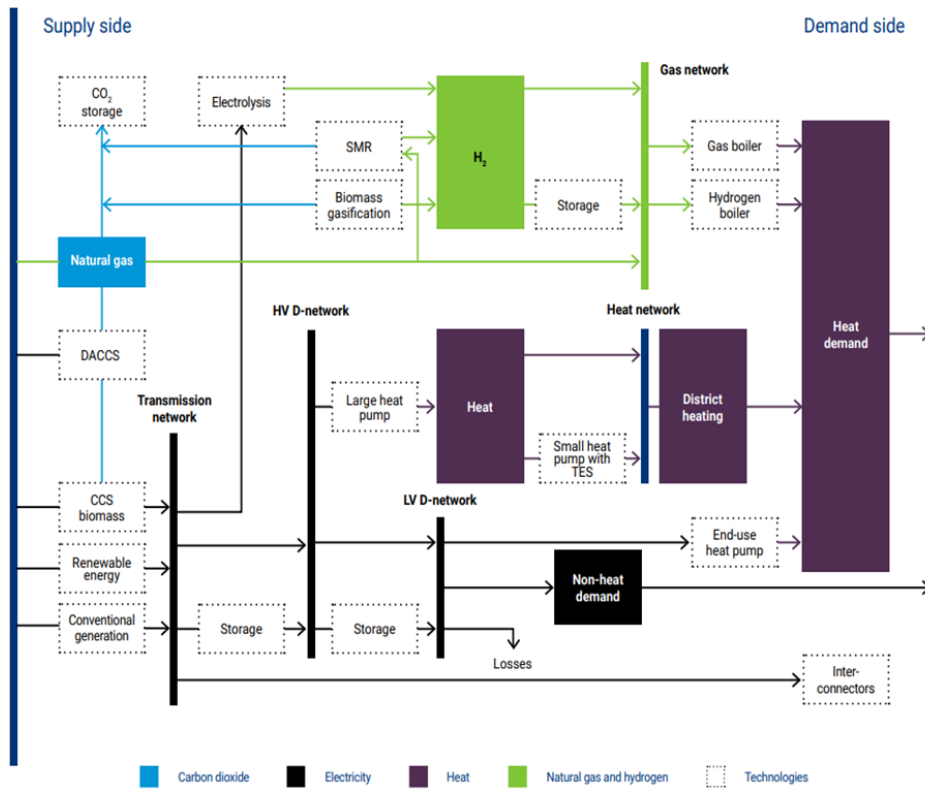 Supply side
Demand side
Gas network
CO₂
storage
Electrolysis
SMR
H₂
Gas boiler
Biomass
gasification
Storage
Hydrogen
boiler
Natural gas
HV D-network
Heat network
Heat
demand
DACCS
Transmission
network
Large heat
pump
Heat
District
heating
Small heat
pump with
TES
CCS
biomass
LV D-network
End-use
heat pump
Renewable
energy
Non-heat
demand
Conventional
generation
Storage
Storage
Losses
Inter-
connectors
Carbon dioxide
Electricity
Heat
Natural gas and hydrogen
Technologies